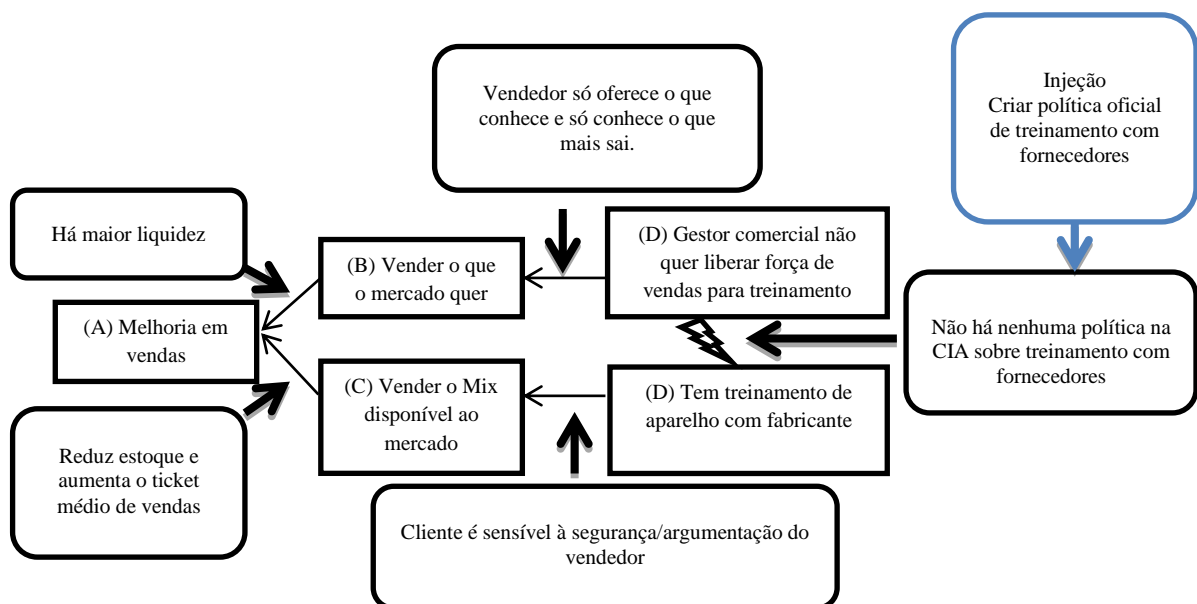 Vendedor só oferece o que
conhece e só conhece o que
mais sai.
Injeção
Criar política oficial
de treinamento com
fornecedores
Há maior liquidez
(B) Vender o que
o mercado quer
(D) Gestor comercial não
quer liberar força de
vendas para treinamento
(A) Melhoria em
vendas
Não há nenhuma política na
CIA sobre treinamento com
fornecedores
(C) Vender o Mix
disponível ao
mercado
(D) Tem treinamento de
aparelho com fabricante
Reduz estoque e
aumenta o ticket
médio de vendas
Cliente é sensível à segurança/argumentação do
vendedor